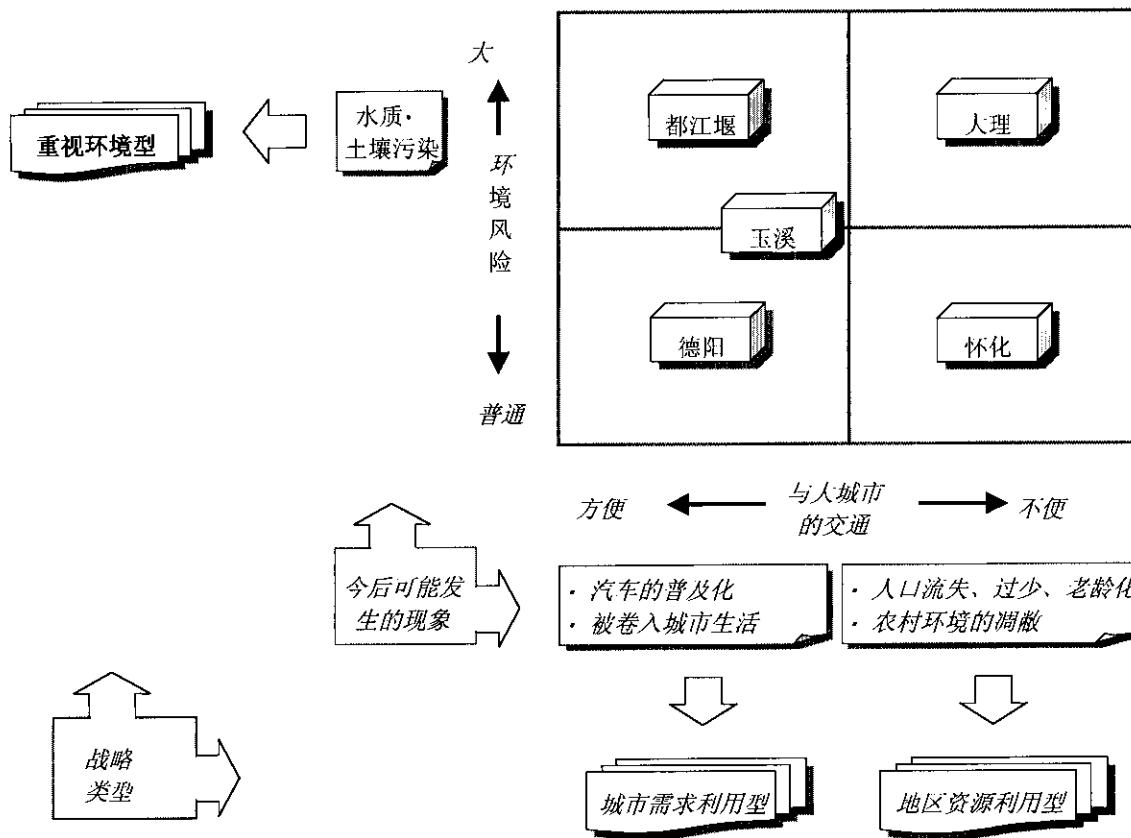 大
都江堰
大理
水质·
土壤污染
重视环境型
环
境
风
险
玉溪
德阳
怀化
普通
方便
与大城市
的交通
不便
今后可能发
生的现象
· 汽车的普及化
· 被卷入城市生活
· 人口流失、过少、老龄化
· 农村环境的凋敝
战略
类型
城市需求利用型
地区资源利用型